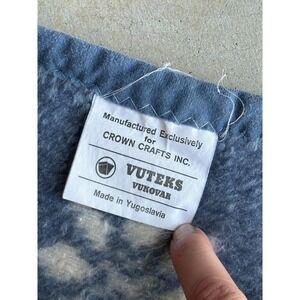 Manufactured Exclusively
for
CROWN CRAFTS INC.
VUTEKS
VUKOVAR
Made in Yugoslavia